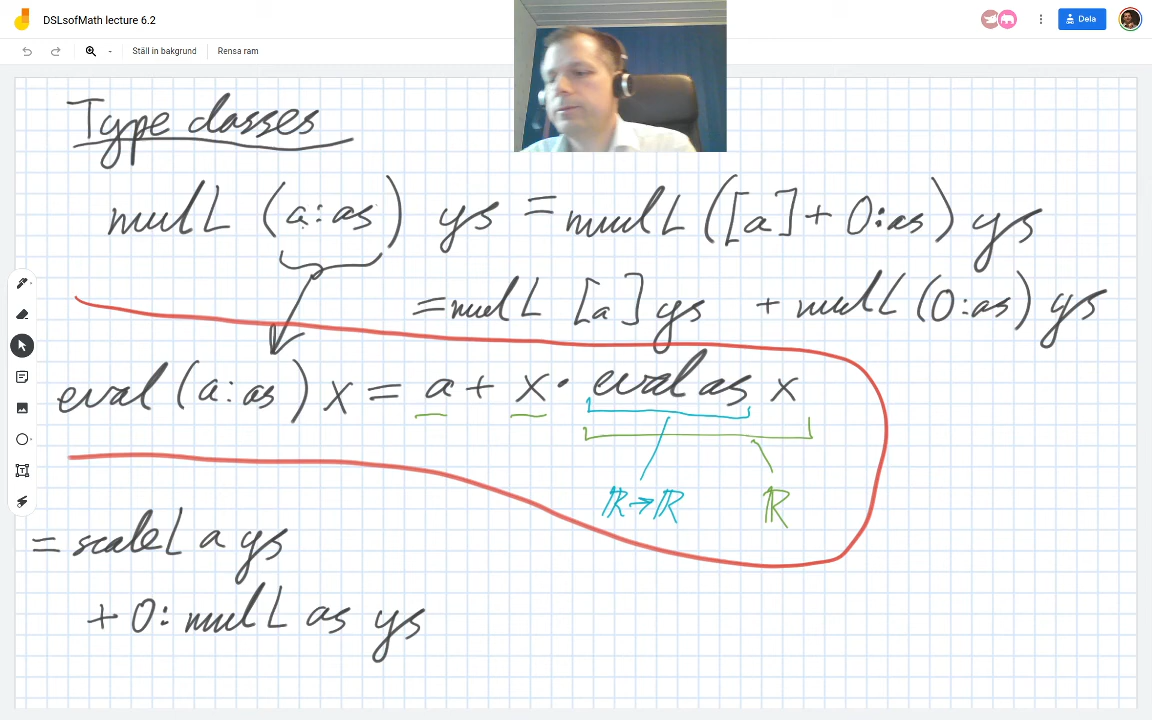 DSLsofMath lecture 6.2
Dela
Ställ in bakgrund Rensa ram
Type classes
mulL (a:as) ys = mulL ([a] + 0:as) ys
= mulL [a] ys + mulL (0:as) ys
eval (a:as) x = a + x · eval as x
ℝ→ℝ ℝ
= scaleL a ys
+ 0: mulL as ys